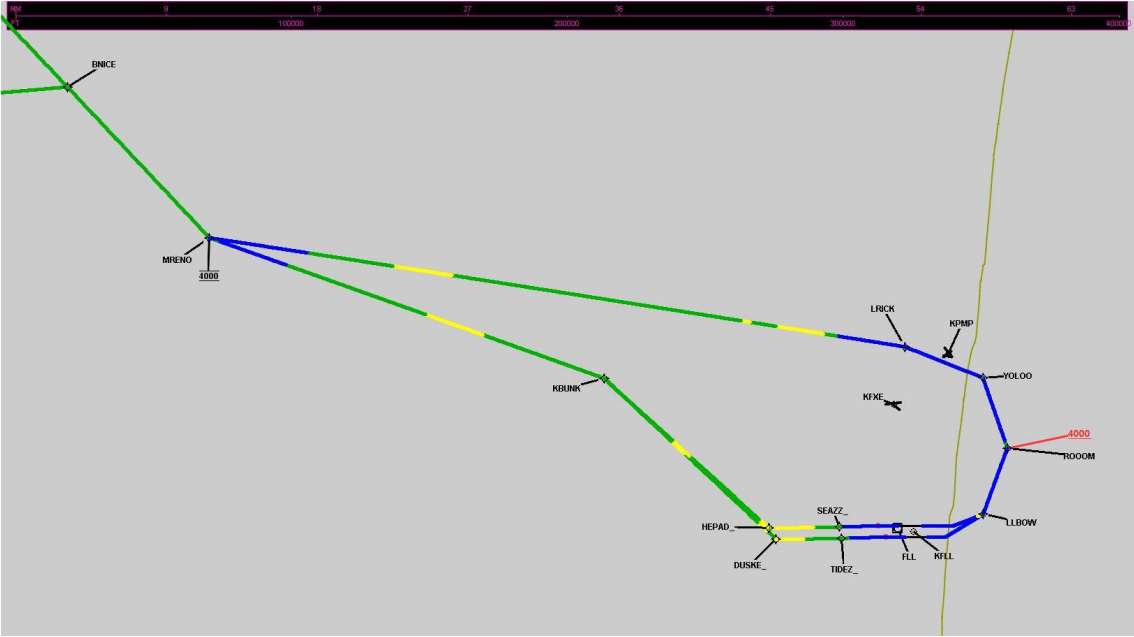 NM 9 18 27 36 45 54 63
FT 100000 200000 300000 400000
BNICE
MRENO
4000
LRICK
KPMP
YOLOO
KBUNK
KFXE
4000
ROOOM
SEAZZ_
HEPAD_
LLBOW
FLL
KFLL
DUSKE_
TIDEZ_